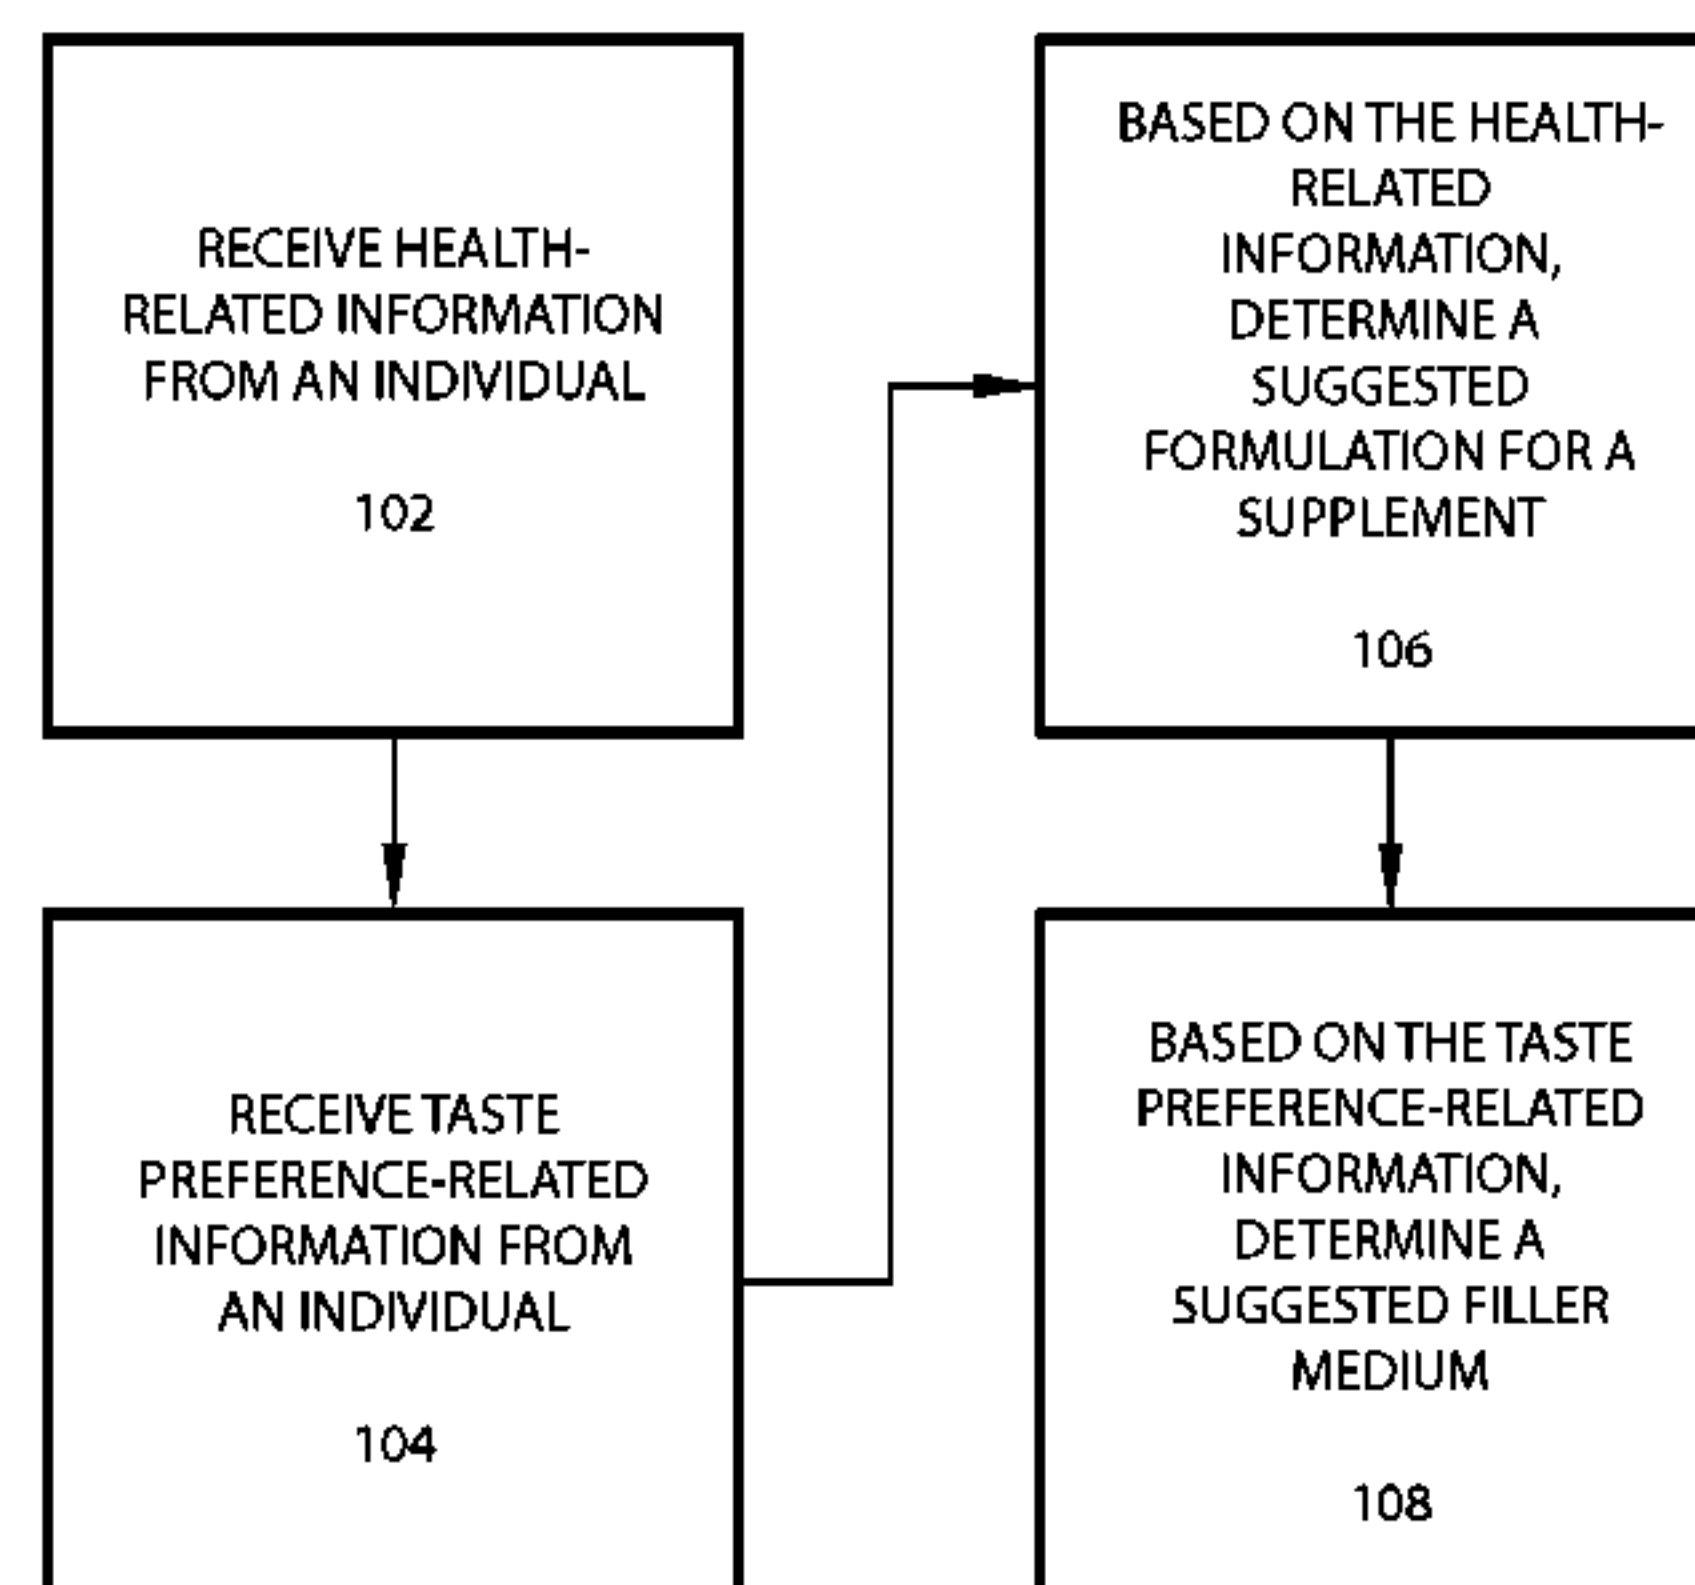 RECEIVE HEALTH-
RELATED INFORMATION
FROM AN INDIVIDUAL
102
RECEIVE TASTE
PREFERENCE-RELATED
INFORMATION FROM
AN INDIVIDUAL
104
BASED ON THE HEALTH-
RELATED
INFORMATION,
DETERMINE A
SUGGESTED
FORMULATION FOR A
SUPPLEMENT
106
BASED ON THE TASTE
PREFERENCE-RELATED
INFORMATION,
DETERMINE A
SUGGESTED FILLER
MEDIUM
108